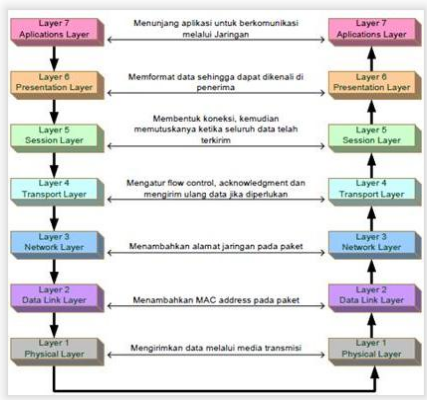 Layer 7
Aplications Layer
Menunjang aplikasi untuk berkomunikasi
melalui Jaringan
Layer 7
Aplications Layer
Layer 6
Presentation Layer
Memformat data sehingga dapat dikenali di
penerima
Layer 6
Presentation Layer
Layer 5
Session Layer
Membentuk koneksi, kemudian
memutuskanya ketika seluruh data telah
terkirim
Layer 5
Session Layer
Layer 4
Transport Layer
Mengatur flow control, acknowledgment dan
mengirim ulang data jika diperlukan
Layer 4
Transport Layer
Layer 3
Network Layer
Menambahkan alamat jaringan pada paket
Layer 3
Network Layer
Layer 2
Data Link Layer
Menambahkan MAC address pada paket
Layer 2
Data Link Layer
Layer 1
Physical Layer
Mengirimkan data melalui media transmisi
Layer 1
Physical Layer